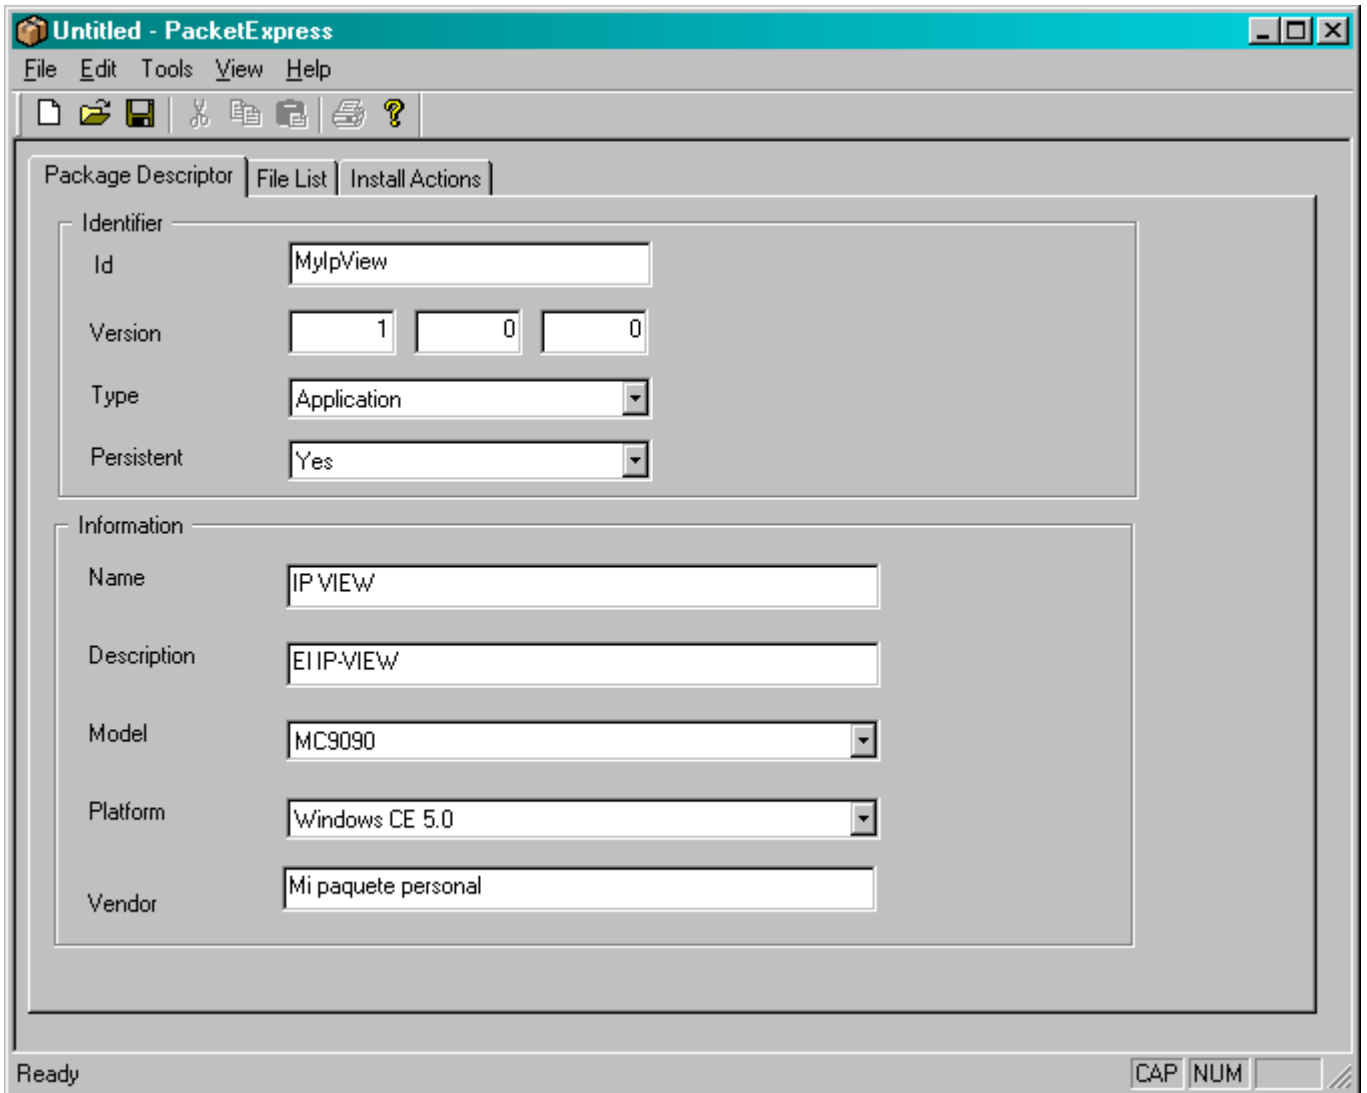 Untitled - PacketExpress
File Edit Tools View Help
Package Descriptor File List Install Actions
Identifier
Id MyIpView
Version 1 0 0
Type Application
Persistent Yes
Information
Name IP VIEW
Description El IP-VIEW
Model MC9090
Platform Windows CE 5.0
Vendor Mi paquete personal
Ready CAP NUM